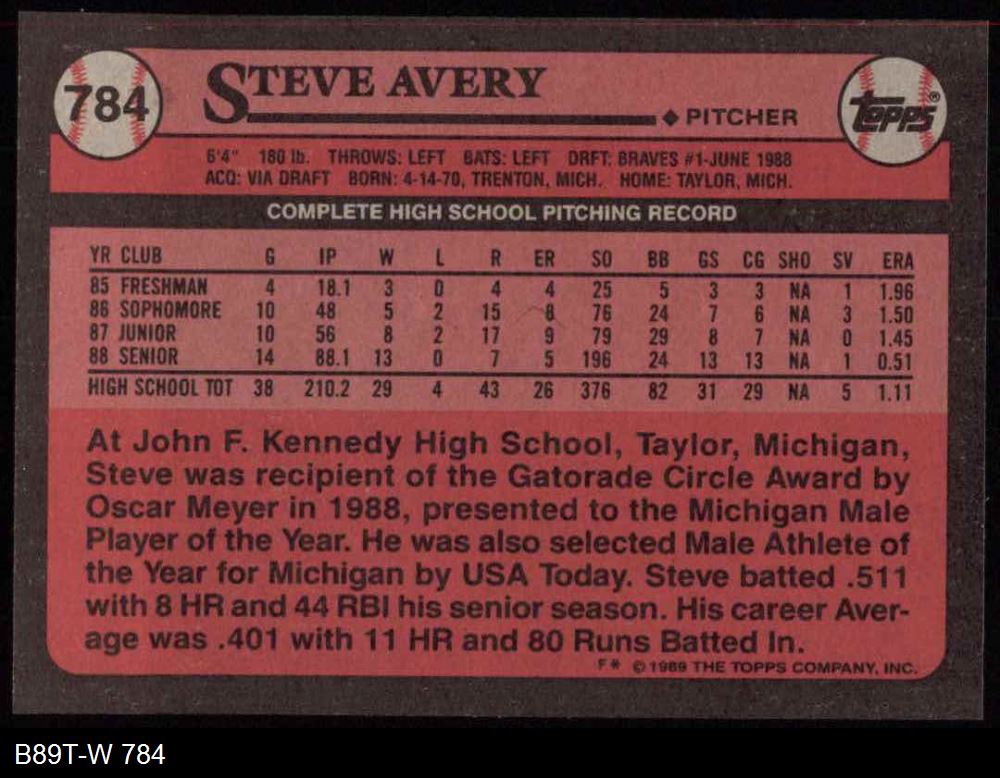 784 STEVE AVERY Topps®
◆ PITCHER
6'4" 180 lb. THROWS: LEFT BATS: LEFT DRFT: BRAVES #1-JUNE 1988
ACQ: VIA DRAFT BORN: 4-14-70, TRENTON, MICH. HOME: TAYLOR, MICH.
COMPLETE HIGH SCHOOL PITCHING RECORD
YR CLUB G IP W L R ER SO BB GS CG SHO SV ERA
85 FRESHMAN 4 18.1 3 0 4 4 25 5 3 3 NA 1 1.96
86 SOPHOMORE 10 48 5 2 15 8 76 24 7 6 NA 3 1.50
87 JUNIOR 10 56 8 2 17 9 79 29 8 7 NA 0 1.45
88 SENIOR 14 88.1 13 0 7 5 196 24 13 13 NA 1 0.51
HIGH SCHOOL TOT 38 210.2 29 4 43 26 376 82 31 29 NA 5 1.11
At John F. Kennedy High School, Taylor, Michigan,
Steve was recipient of the Gatorade Circle Award by
Oscar Meyer in 1988, presented to the Michigan Male
Player of the Year. He was also selected Male Athlete of
the Year for Michigan by USA Today. Steve batted .511
with 8 HR and 44 RBI his senior season. His career Aver-
age was .401 with 11 HR and 80 Runs Batted In.
F* © 1989 THE TOPPS COMPANY, INC.
B89T-W 784